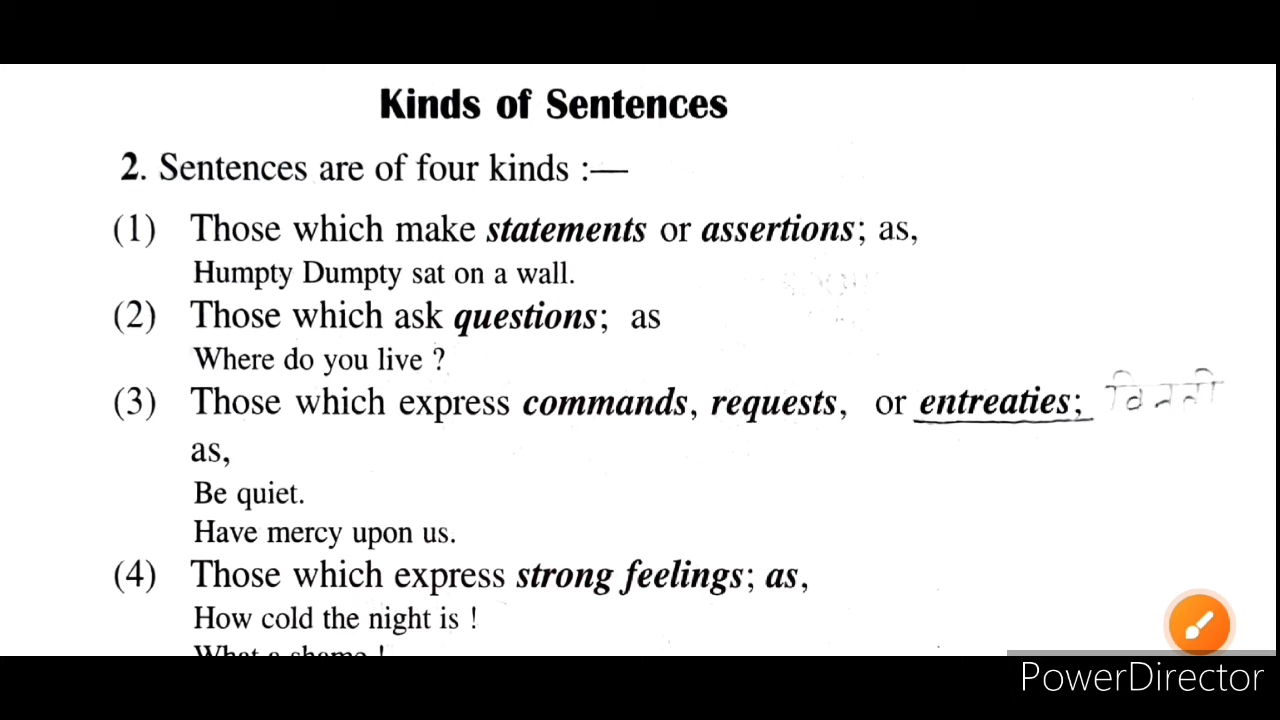 Kinds of Sentences
2. Sentences are of four kinds :—
(1) Those which make statements or assertions; as,
Humpty Dumpty sat on a wall.
(2) Those which ask questions; as
Where do you live ?
(3) Those which express commands, requests, or entreaties; विनती
as,
Be quiet.
Have mercy upon us.
(4) Those which express strong feelings; as,
How cold the night is !
What a shame !
PowerDirector